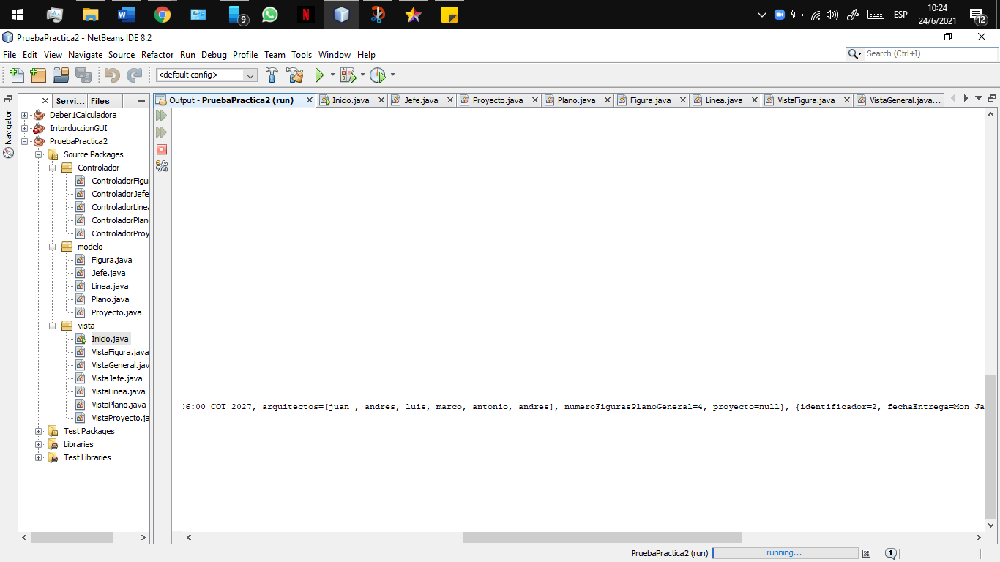 9
ESP
10:24
24/6/2021
12
PruebaPractica2 - NetBeans IDE 8.2
File Edit View Navigate Source Refactor Run Debug Profile Team Tools Window Help
Search (Ctrl+I)
<default config>
Servi... Files
Output - PruebaPractica2 (run) Inicio.java Jefe.java Proyecto.java Plano.java Figura.java Linea.java VistaFigura.java VistaGeneral.java...
Navigator
Deber1Calculadora
IntorduccionGUI
PruebaPractica2
Source Packages
Controlador
ControladorFigur
ControladorJefe
ControladorLinea
ControladorPlano
ControladorProy
modelo
Figura.java
Jefe.java
Linea.java
Plano.java
Proyecto.java
vista
Inicio.java
VistaFigura.java
VistaGeneral.jav
VistaJefe.java
VistaLinea.java
VistaPlano.java
VistaProyecto.ja
Test Packages
Libraries
Test Libraries
06:00 COT 2027, arquitectos=[juan , andres, luis, marco, antonio, andres], numeroFigurasPlanoGeneral=4, proyecto=null}, {identificador=2, fechaEntrega=Mon Ja
PruebaPractica2 (run) running... 1